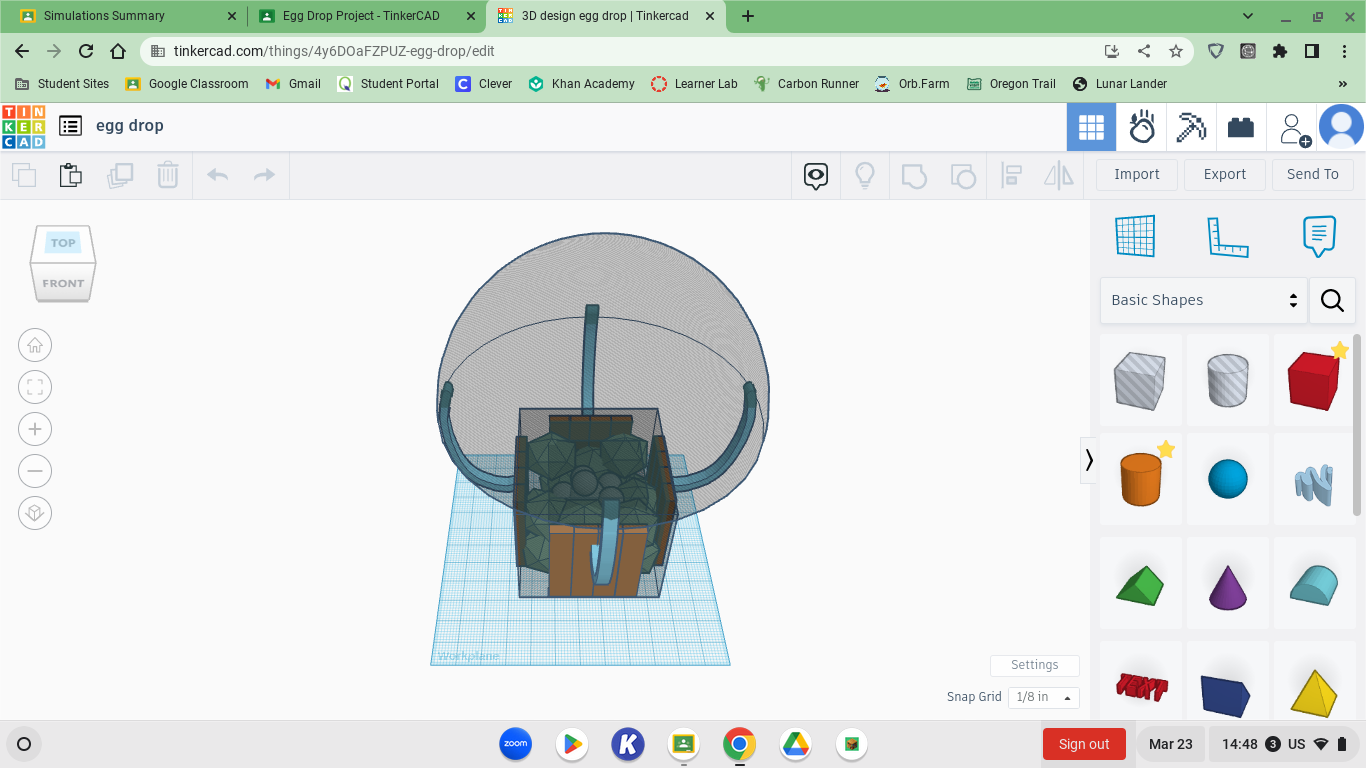 Simulations Summary
Egg Drop Project - TinkerCAD
3D design egg drop | Tinkercad
tinkercad.com/things/4y6DOaFZPUZ-egg-drop/edit
Student Sites
Google Classroom
Gmail
Student Portal
Clever
Khan Academy
Learner Lab
Carbon Runner
Orb.Farm
Oregon Trail
Lunar Lander
»
TIN
KER
CAD
egg drop
Import
Export
Send To
TOP
FRONT
Basic Shapes
TEXT
Workplane
Settings
Snap Grid
1/8 in
zoom
K
Sign out
Mar 23
14:48
3
US